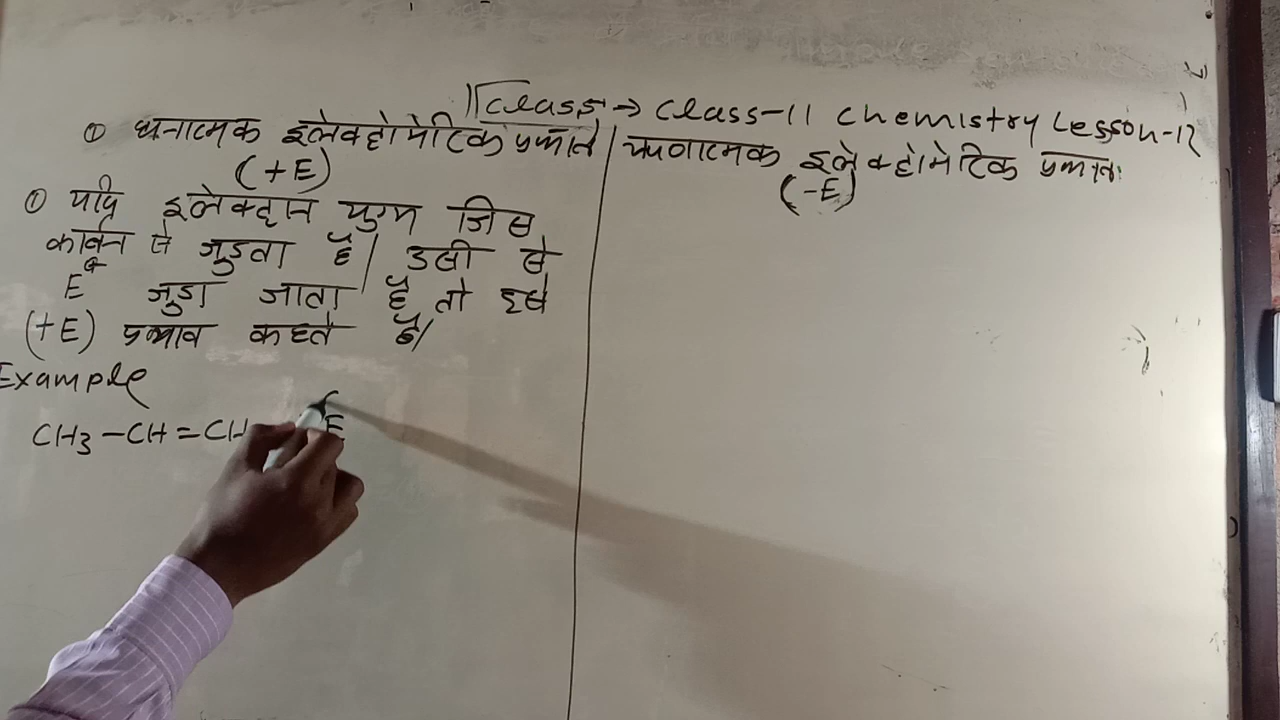 Class → Class-11 Chemistry Lesson-12
① धनात्मक इलेक्ट्रोमेटिक प्रभाव
(+E)
ऋणात्मक इलेक्ट्रोमेटिक प्रभाव
(-E)
① यदि इलेक्ट्रान युग्म जिस
कार्बन से जुडता है। उसी से
E⊕ जुडा जाता है तो इसे
(+E) प्रभाव कहते है।
Example
CH₃-CH=CH
E